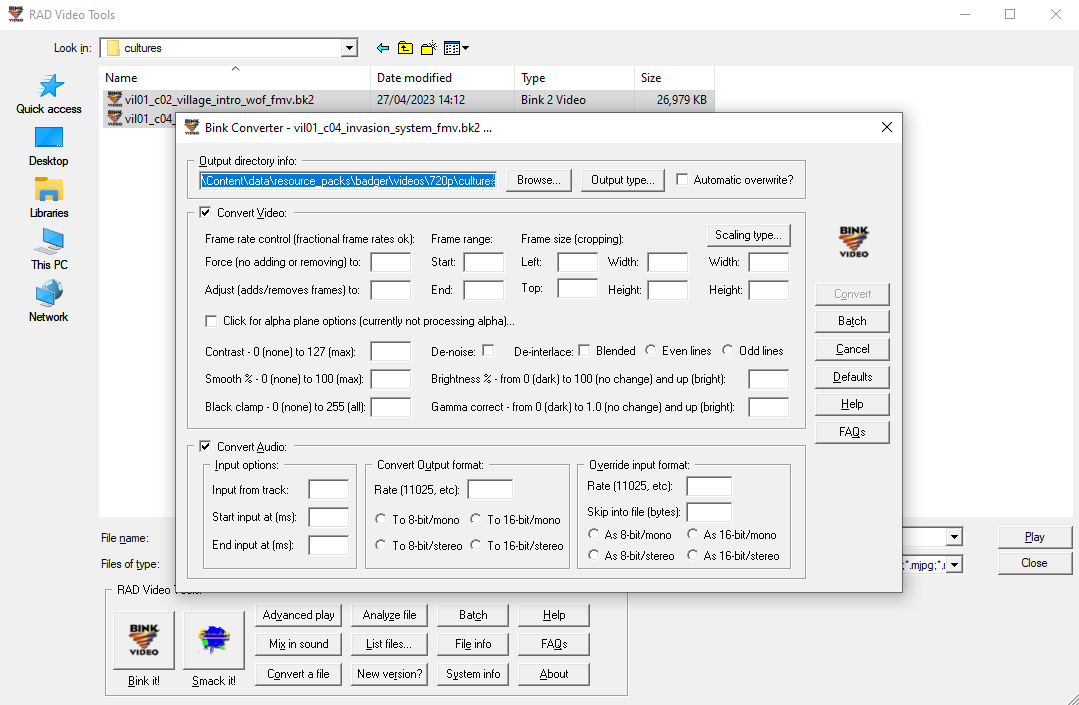 RAD Video Tools
Look in: cultures
Name Date modified Type Size
vil01_c02_village_intro_wof_fmv.bk2 27/04/2023 14:12 Bink 2 Video 26,979 KB
vil01_c04_
Quick access
Desktop
Libraries
This PC
Network
Bink Converter - vil01_c04_invasion_system_fmv.bk2 ...
Output directory info:
\Content\data\resource_packs\badger\videos\720p\cultures Browse... Output type... Automatic overwrite?
Convert Video:
Frame rate control (fractional frame rates ok): Frame range: Frame size (cropping): Scaling type...
Force (no adding or removing) to: Start: Left: Width: Width:
Adjust (adds/removes frames) to: End: Top: Height: Height:
Click for alpha plane options (currently not processing alpha)...
Contrast - 0 (none) to 127 (max): De-noise: De-interlace: Blended Even lines Odd lines
Smooth % - 0 (none) to 100 (max): Brightness % - from 0 (dark) to 100 (no change) and up (bright):
Black clamp - 0 (none) to 255 (all): Gamma correct - from 0 (dark) to 1.0 (no change) and up (bright):
BINK
VIDEO
Convert
Batch
Cancel
Defaults
Help
FAQs
Convert Audio:
Input options: Convert Output format: Override input format:
Input from track: Rate (11025, etc): Rate (11025, etc):
Start input at (ms): To 8-bit/mono To 16-bit/mono Skip into file (bytes):
End input at (ms): To 8-bit/stereo To 16-bit/stereo As 8-bit/mono As 16-bit/mono
As 8-bit/stereo As 16-bit/stereo
File name: Play
Files of type: ;*.mjpg;*. Close
RAD Video Tools:
BINK
VIDEO
Bink it! Smack it!
Advanced play Analyze file Batch Help
Mix in sound List files... File info FAQs
Convert a file New version? System info About